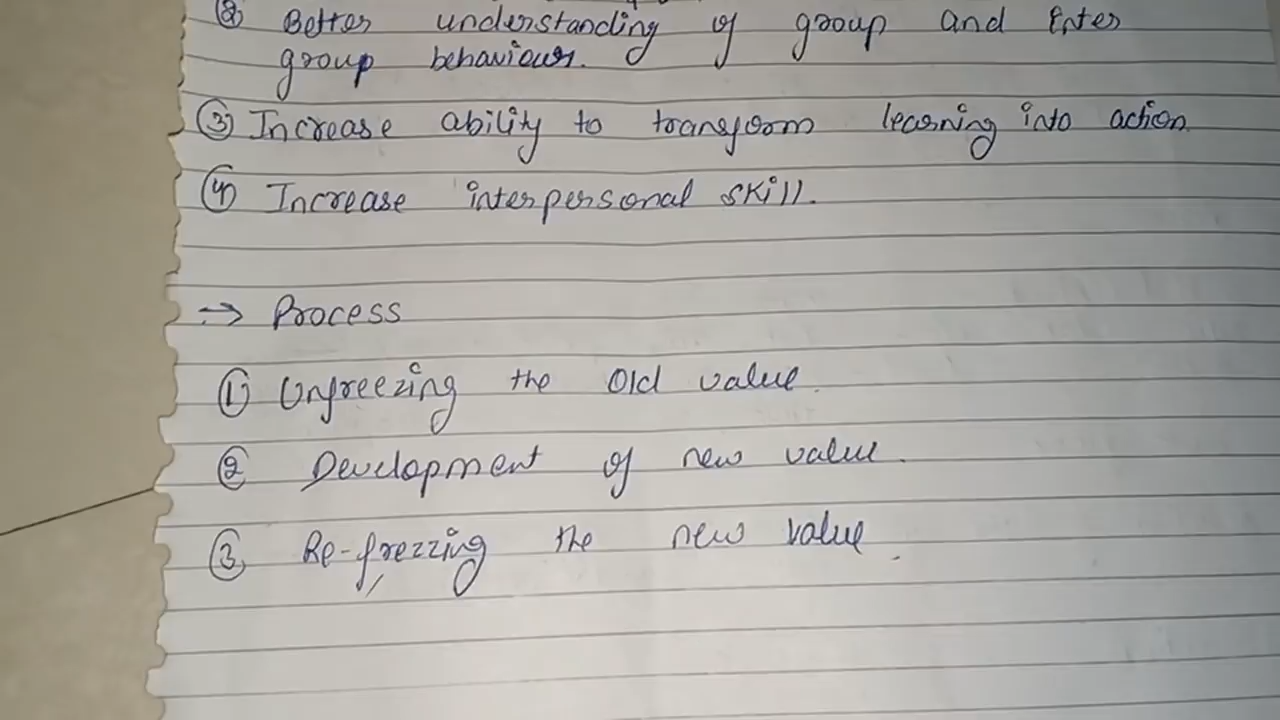 ② Better understanding of group and Inter
group behaviour.
③ Increase ability to transform learning into action.
④ Increase interpersonal skill.
→ Process
① Unfreezing the Old value.
② Development of new value.
③ Re-frezzing the new value.